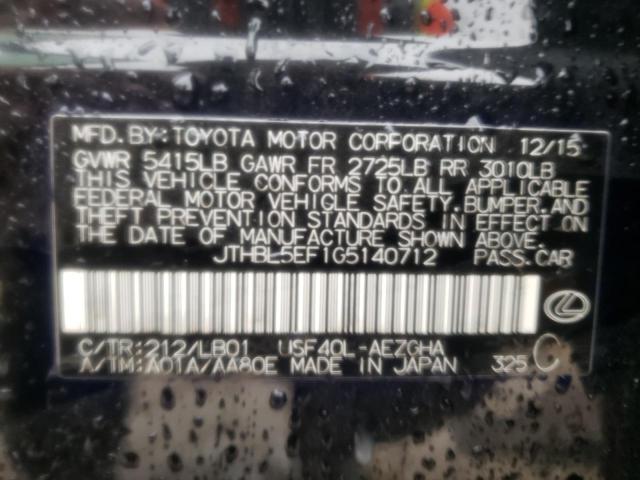 MFD. BY: TOYOTA MOTOR CORPORATION 12/15
GVWR 5415LB GAWR FR 2725LB RR 3010LB
THIS VEHICLE CONFORMS TO ALL APPLICABLE
FEDERAL MOTOR VEHICLE SAFETY, BUMPER, AND
THEFT PREVENTION STANDARDS IN EFFECT ON
THE DATE OF MANUFACTURE SHOWN ABOVE.
JTHBL5EF1G5140712 PASS. CAR
C/TR: 212/LB01 USF40L-AEZGHA
A/TM: A01A/AA80E MADE IN JAPAN 325 C